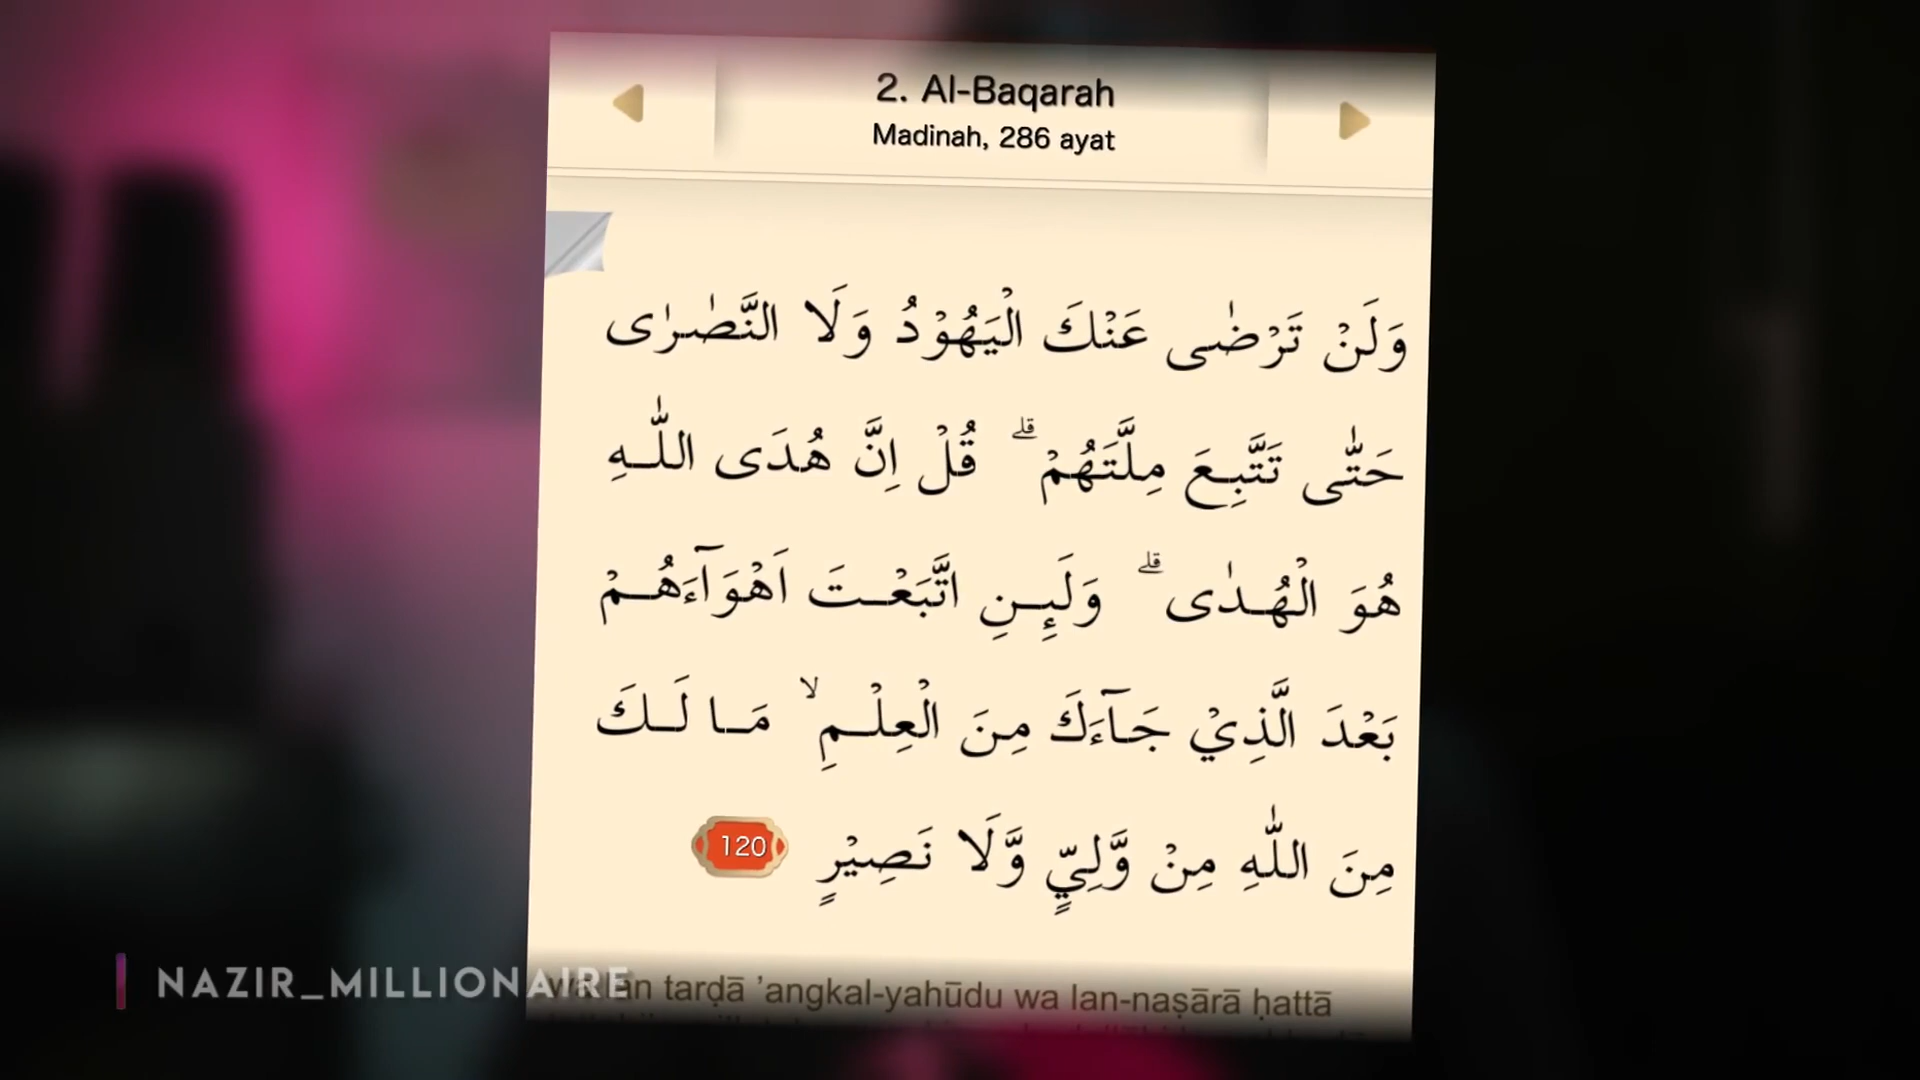 2. Al-Baqarah
Madinah, 286 ayat
وَلَنْ تَرْضٰى عَنْكَ الْيَهُوْدُ وَلَا النَّصٰرٰى
حَتّٰى تَتَّبِعَ مِلَّتَهُمْ ۗ قُلْ اِنَّ هُدَى اللّٰهِ
هُوَ الْهُدٰى ۗ وَلَىِٕنِ اتَّبَعْتَ اَهْوَاۤءَهُمْ
بَعْدَ الَّذِيْ جَاۤءَكَ مِنَ الْعِلْمِ ۙ مَا لَكَ
مِنَ اللّٰهِ مِنْ وَّلِيٍّ وَّلَا نَصِيْرٍ 120
tarḍā 'angkal-yahūdu wa lan-naṣārā ḥattā
NAZIR_MILLIONAIRE